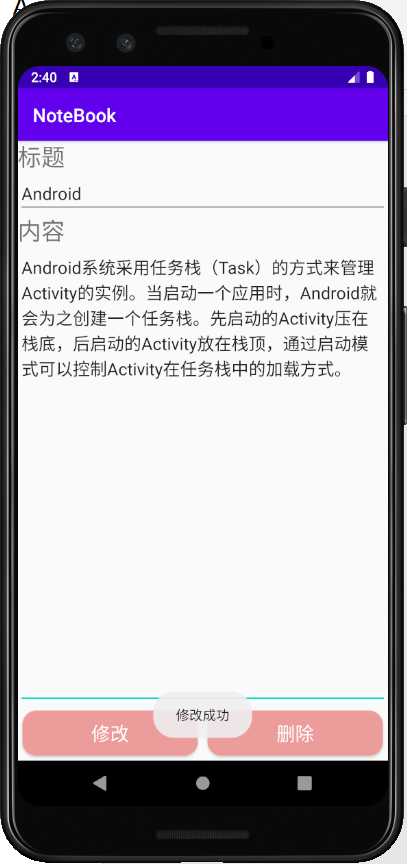 2:40
NoteBook
标题
Android
内容
Android系统采用任务栈（Task）的方式来管理
Activity的实例。当启动一个应用时，Android就
会为之创建一个任务栈。先启动的Activity压在
栈底，后启动的Activity放在栈顶，通过启动模
式可以控制Activity在任务栈中的加载方式。
修改成功
修改
删除